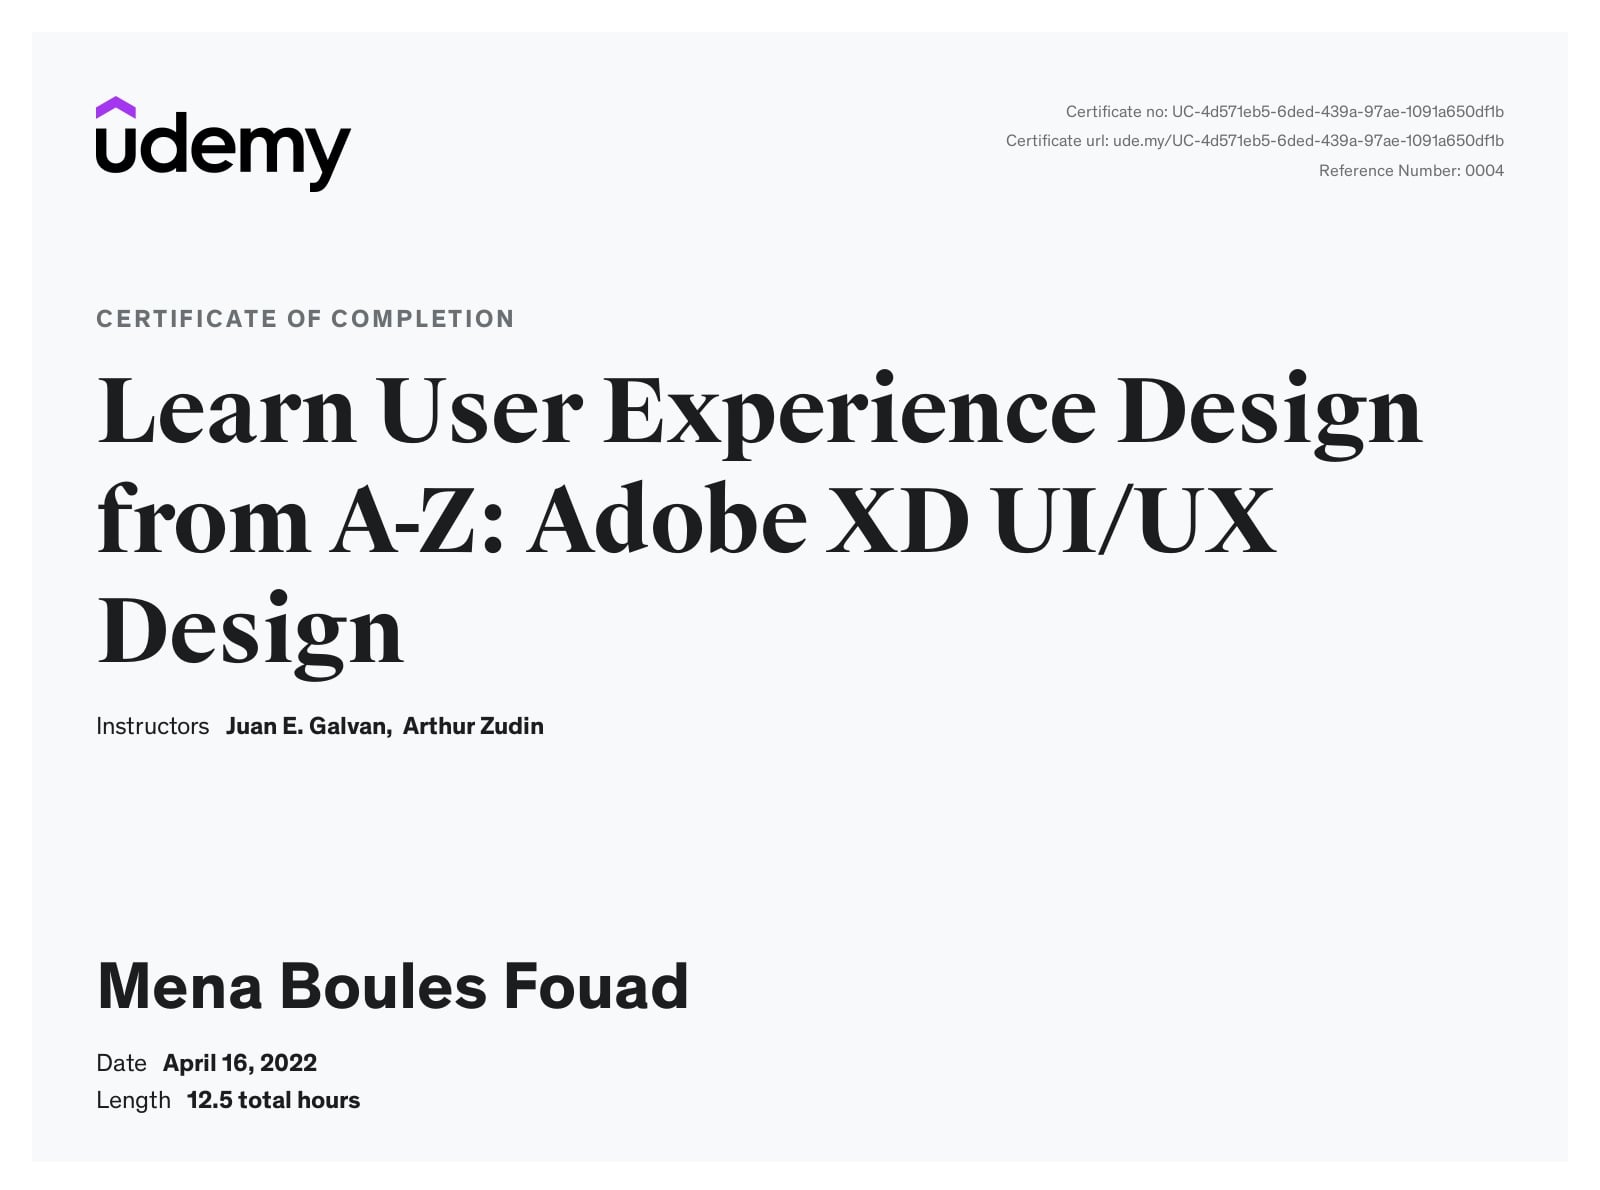 udemy
Certificate no: UC-4d571eb5-6ded-439a-97ae-1091a650df1b
Certificate url: ude.my/UC-4d571eb5-6ded-439a-97ae-1091a650df1b
Reference Number: 0004
CERTIFICATE OF COMPLETION
Learn User Experience Design
from A-Z: Adobe XD UI/UX
Design
Instructors Juan E. Galvan, Arthur Zudin
Mena Boules Fouad
Date April 16, 2022
Length 12.5 total hours